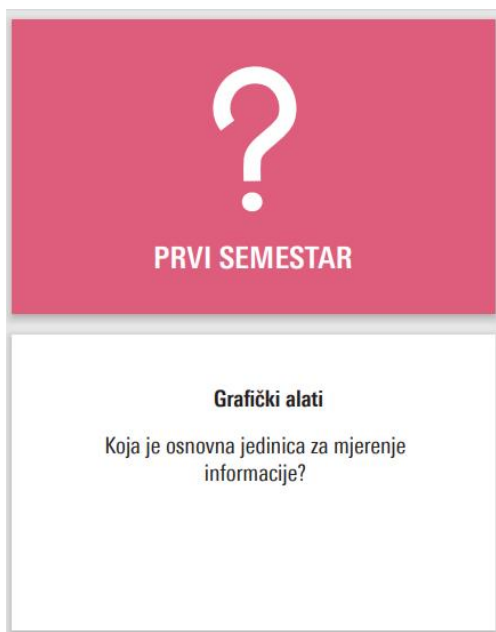 ?
PRVI SEMESTAR
Grafički alati
Koja je osnovna jedinica za mjerenje
informacije?